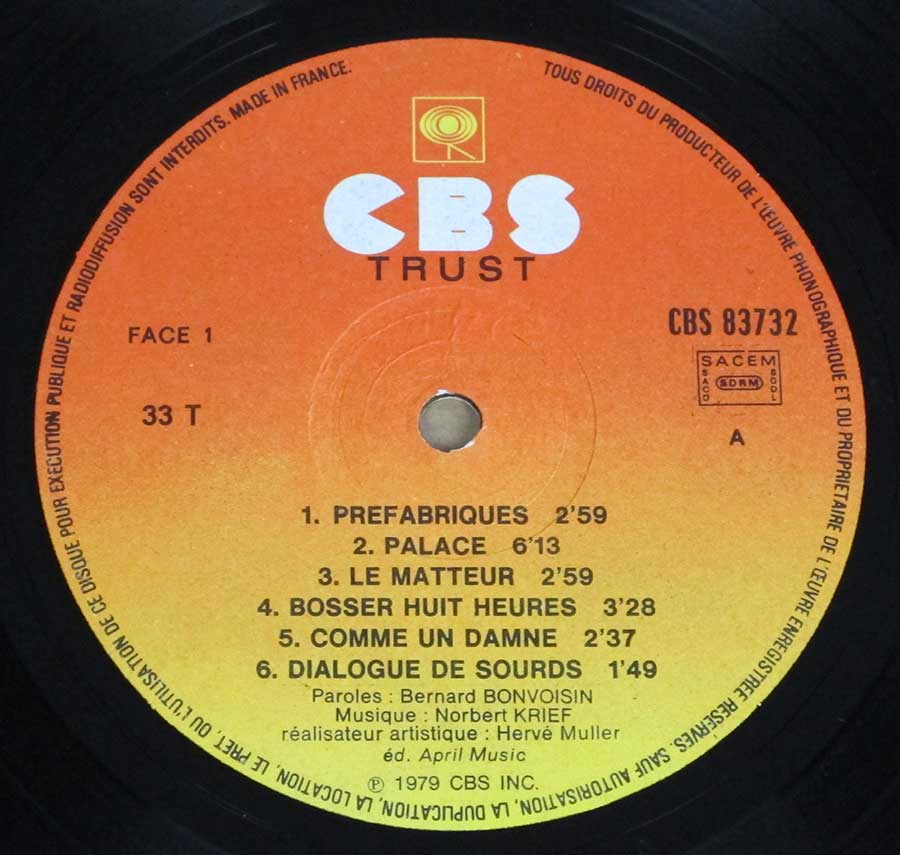 TOUS DROITS DU PRODUCTEUR DE L'ŒUVRE PHONOGRAPHIQUE ET DU PROPRIETAIRE DE L'ŒUVRE ENREGISTREE RESERVES. SAUF AUTORISATION, LA DUPLICATION, LA LOCATION, LE PRET, OU L'UTILISATION DE CE DISQUE POUR EXECUTION PUBLIQUE ET RADIODIFFUSION SONT INTERDITS. MADE IN FRANCE.
CBS
TRUST
FACE 1
CBS 83732
SACEM
SACD SDRM SGDL
33 T
A
1. PREFABRIQUES 2'59
2. PALACE 6'13
3. LE MATTEUR 2'59
4. BOSSER HUIT HEURES 3'28
5. COMME UN DAMNE 2'37
6. DIALOGUE DE SOURDS 1'49
Paroles : Bernard BONVOISIN
Musique : Norbert KRIEF
réalisateur artistique : Hervé Muller
éd. April Music
℗ 1979 CBS INC.